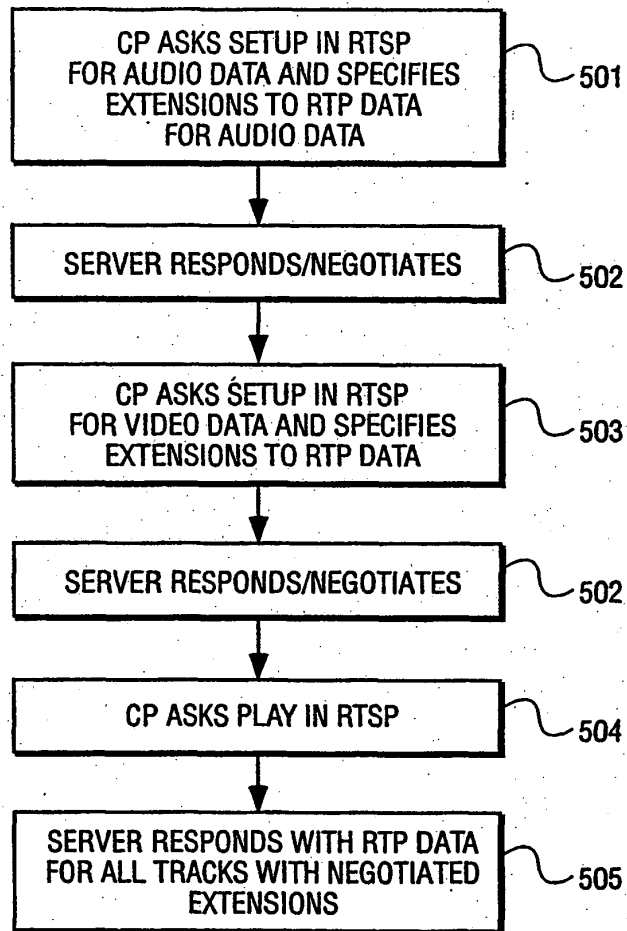 CP ASKS SETUP IN RTSP
FOR AUDIO DATA AND SPECIFIES
EXTENSIONS TO RTP DATA
FOR AUDIO DATA
501
SERVER RESPONDS/NEGOTIATES
502
CP ASKS SETUP IN RTSP
FOR VIDEO DATA AND SPECIFIES
EXTENSIONS TO RTP DATA
503
SERVER RESPONDS/NEGOTIATES
502
CP ASKS PLAY IN RTSP
504
SERVER RESPONDS WITH RTP DATA
FOR ALL TRACKS WITH NEGOTIATED
EXTENSIONS
505